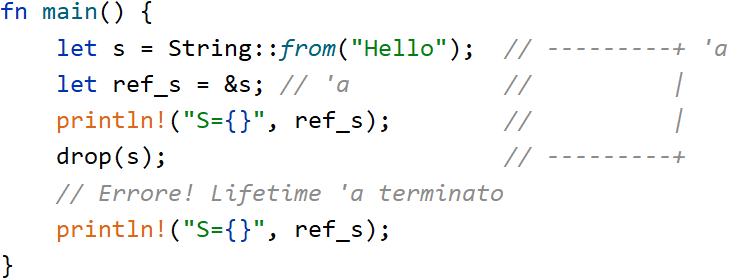 fn main() {
    let s = String::from("Hello");  // ---------+ 'a
    let ref_s = &s; // 'a           //          |
    println!("S={}", ref_s);        //          |
    drop(s);                        // ---------+
    // Errore! Lifetime 'a terminato
    println!("S={}", ref_s);
}